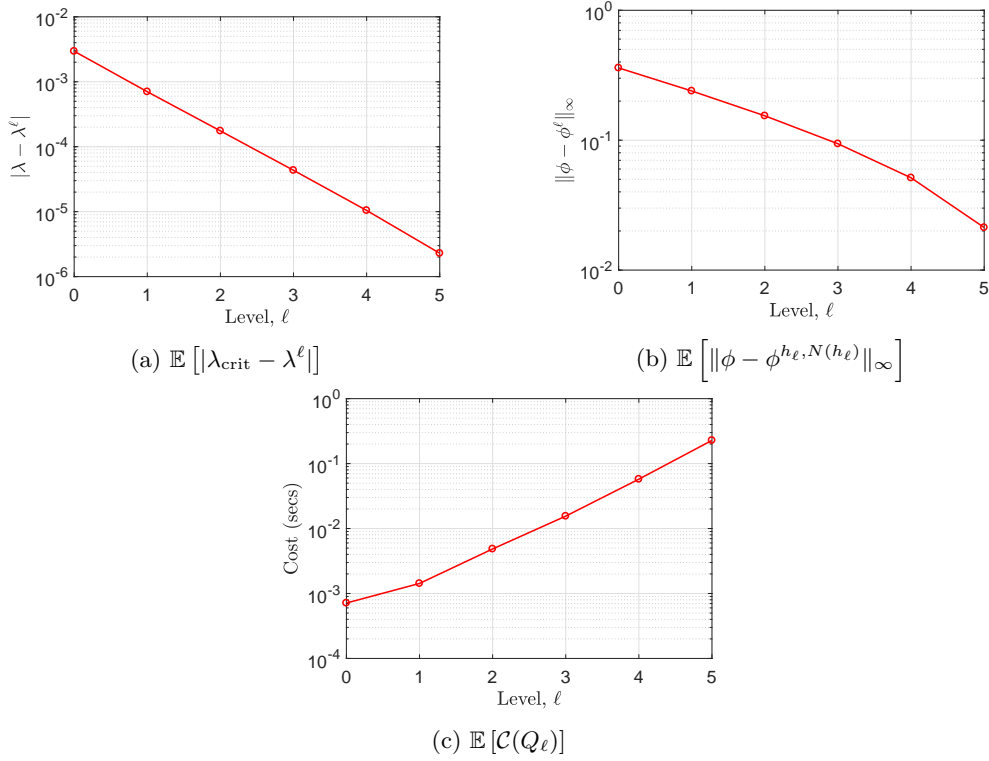 10^{-2}
10^{-3}
10^{-4}
10^{-5}
10^{-6}
|λ − λ^ℓ|
0 1 2 3 4 5
Level, ℓ
(a) 𝔼 [|λ_crit − λ^ℓ|]
10^0
10^{-1}
10^{-2}
‖ϕ − ϕ^ℓ‖_∞
0 1 2 3 4 5
Level, ℓ
(b) 𝔼 [‖ϕ − ϕ^{h_ℓ,N(h_ℓ)}‖_∞]
10^0
10^{-1}
10^{-2}
10^{-3}
10^{-4}
Cost (secs)
0 1 2 3 4 5
Level, ℓ
(c) 𝔼 [𝒞(Q_ℓ)]